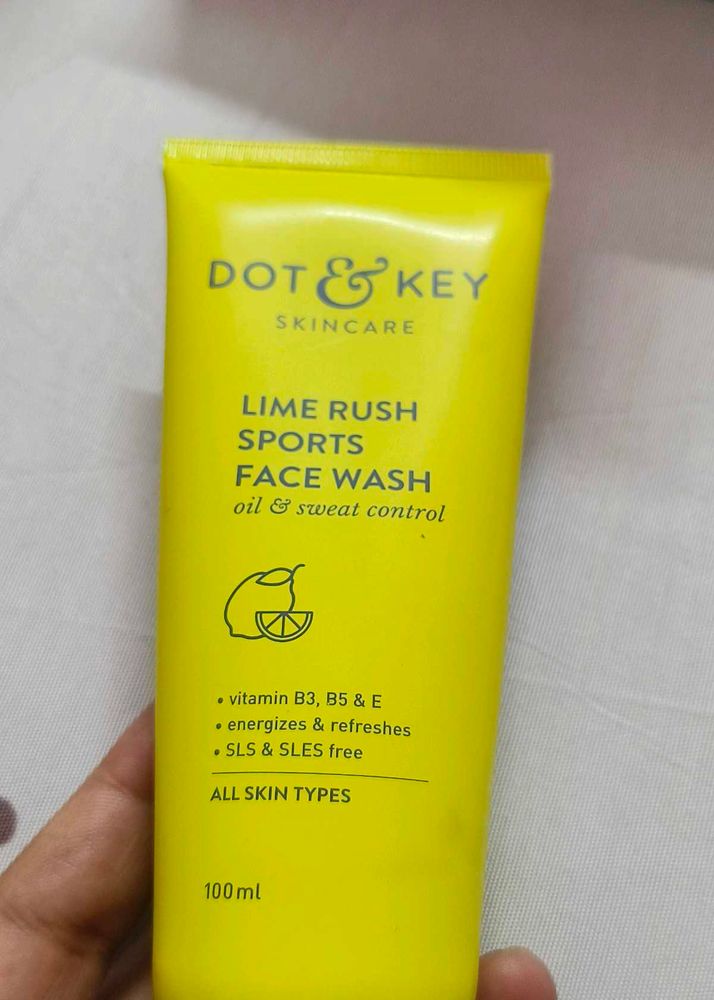 DOT & KEY
SKINCARE
LIME RUSH
SPORTS
FACE WASH
oil & sweat control
• vitamin B3, B5 & E
• energizes & refreshes
• SLS & SLES free
ALL SKIN TYPES
100ml